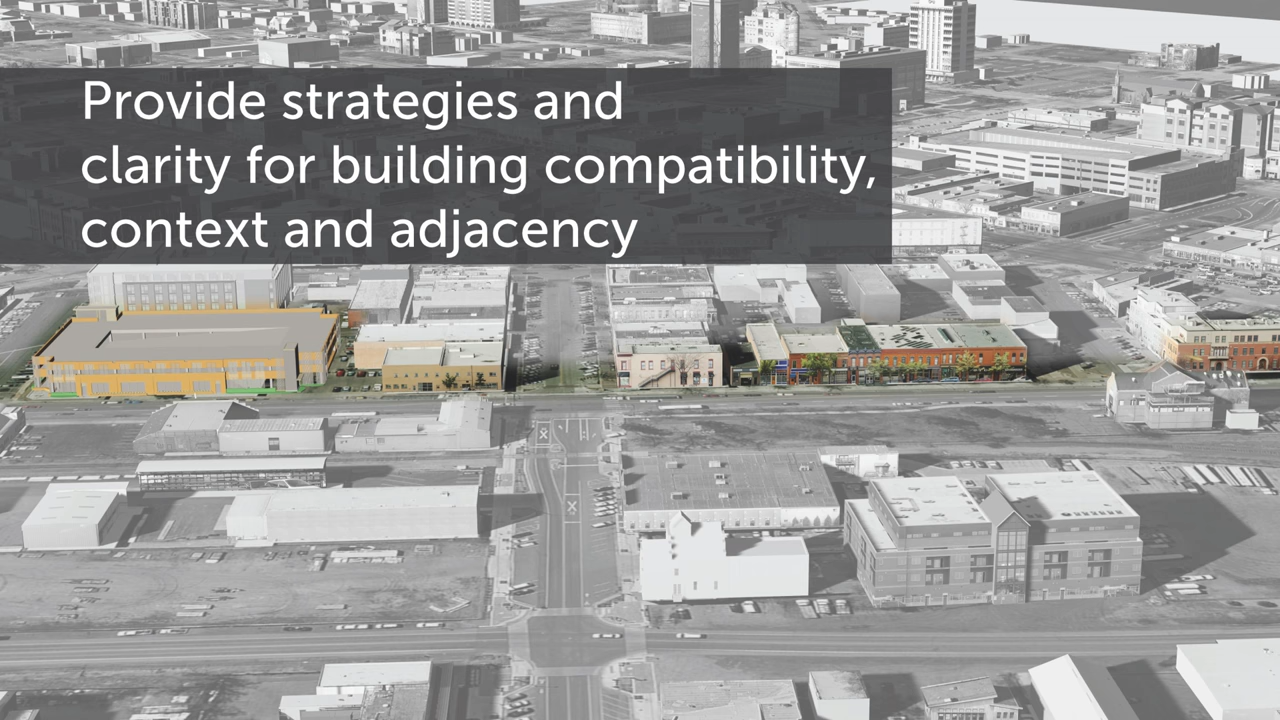 Provide strategies and
clarity for building compatibility,
context and adjacency